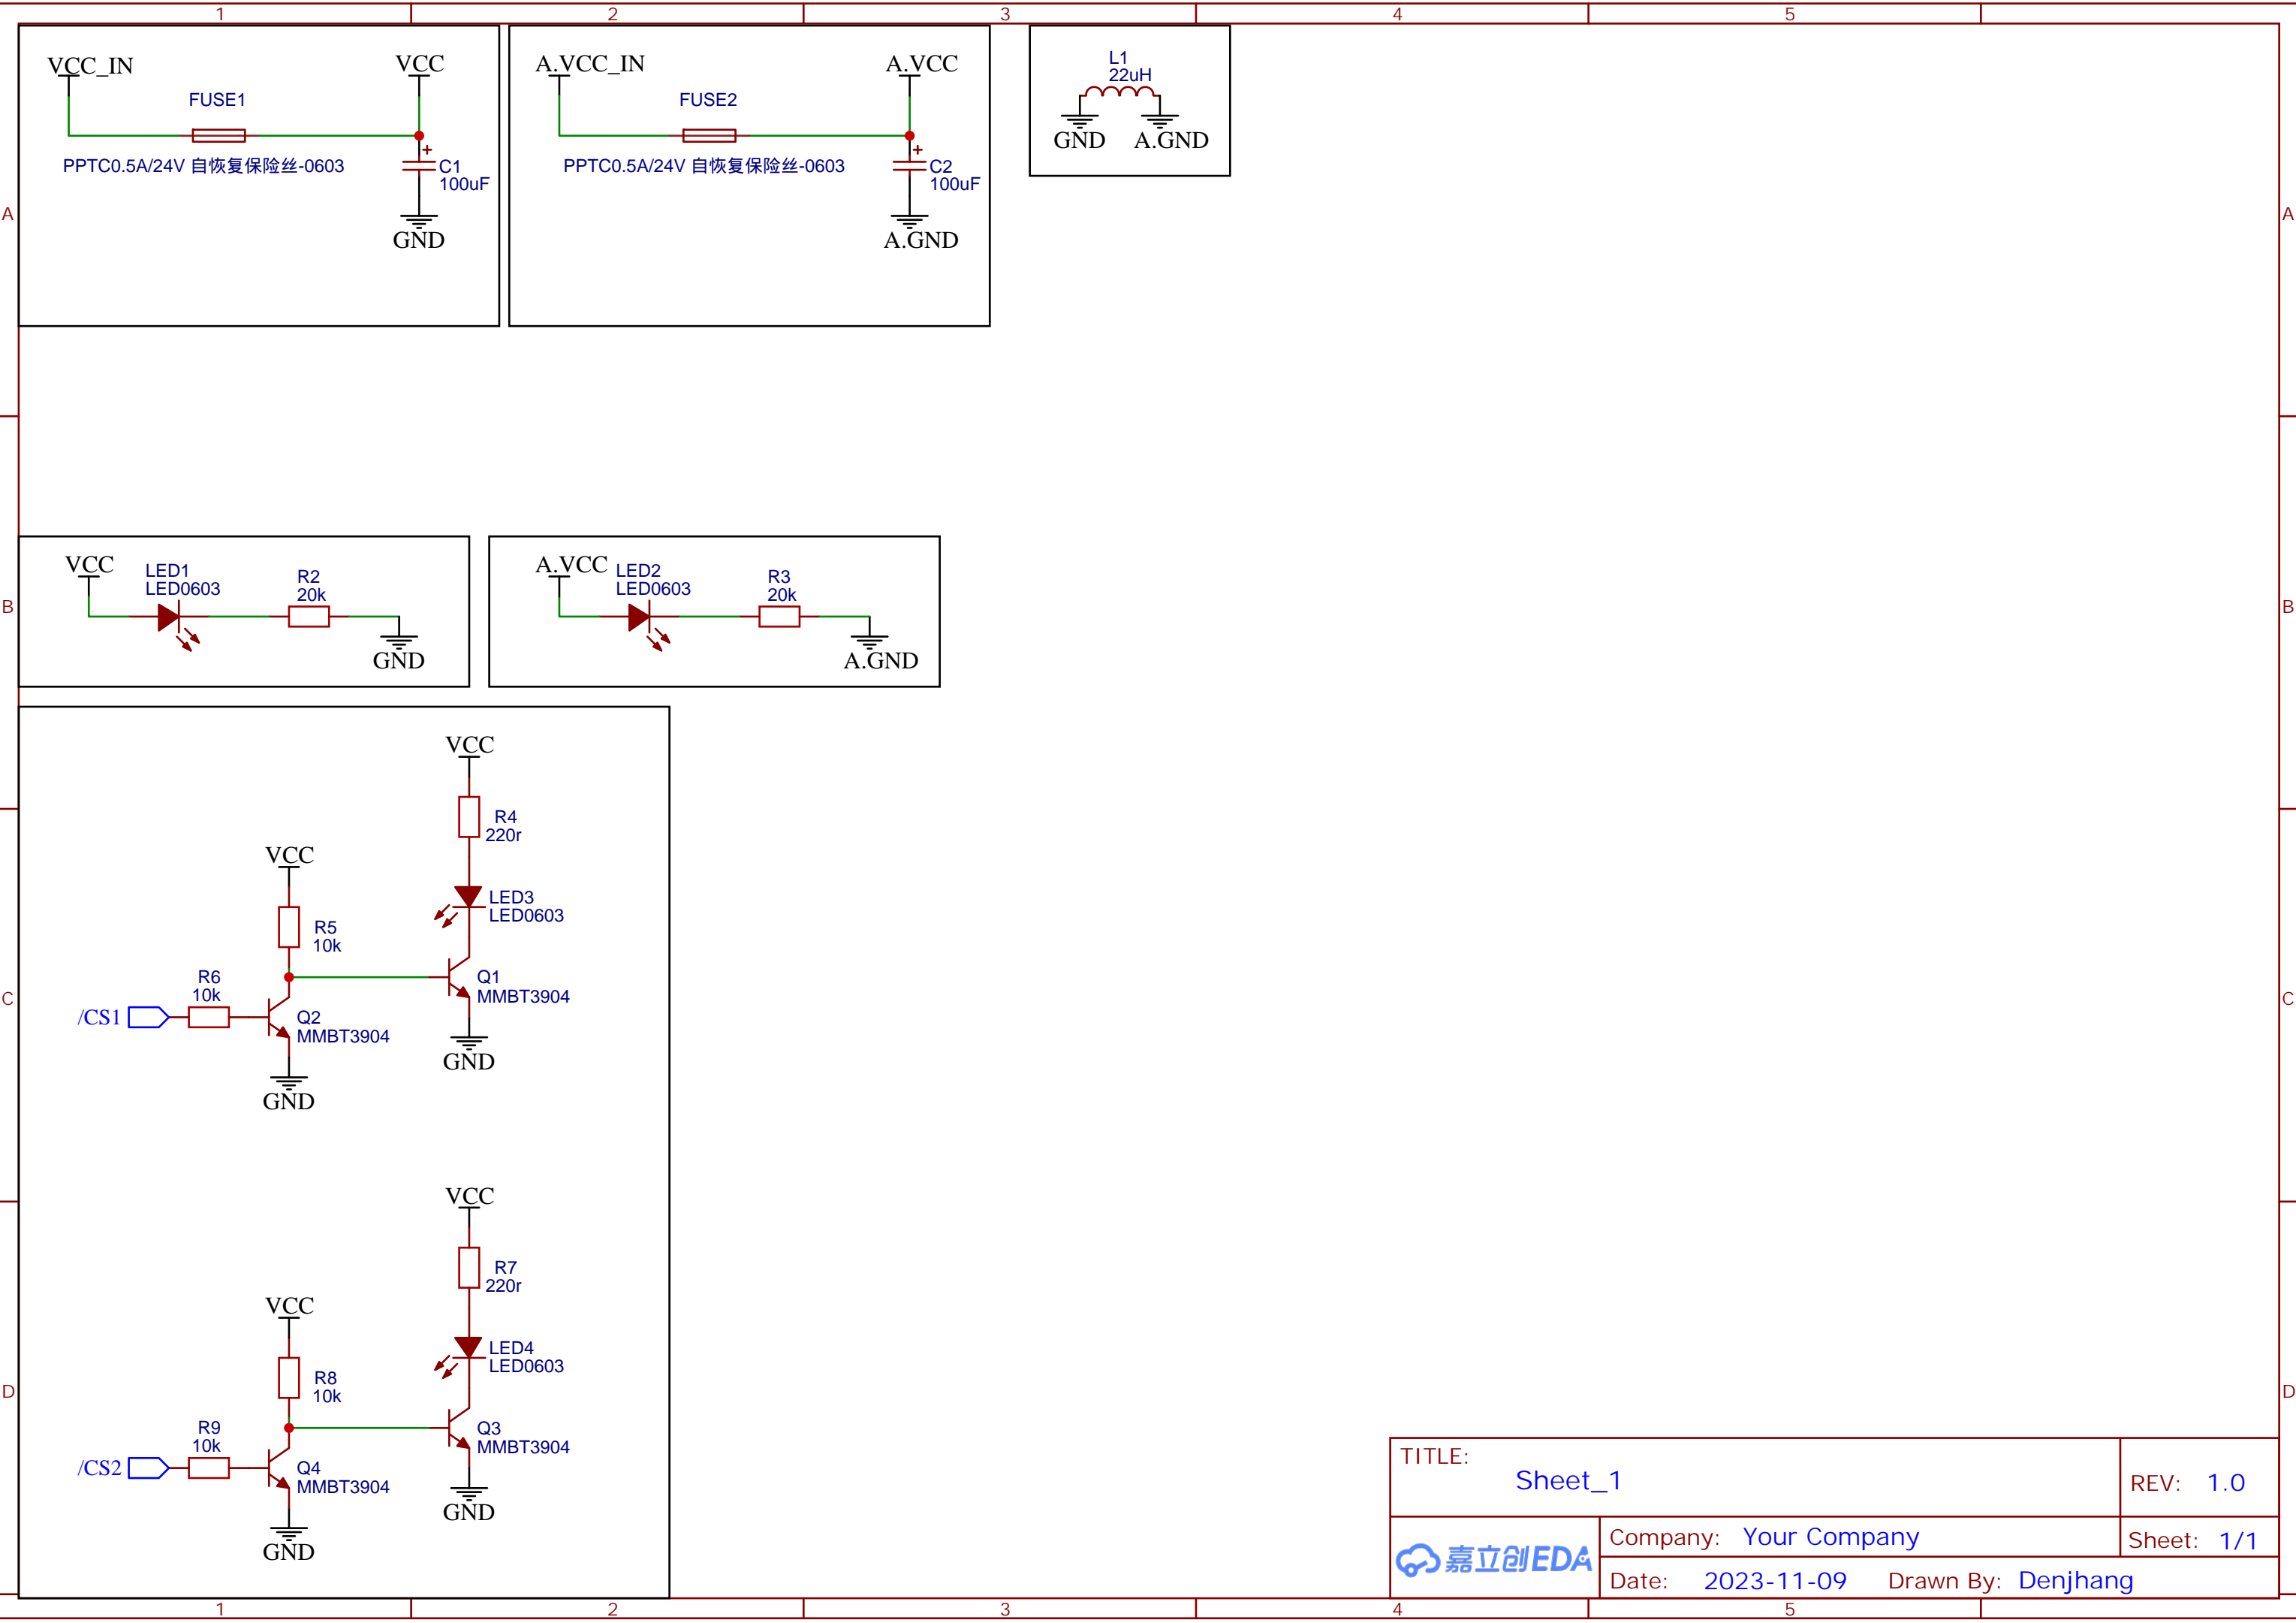 1 2 3 4 5
VCC_IN
VCC
FUSE1
PPTC0.5A/24V 自恢复保险丝-0603
+
C1
100uF
GND
A.VCC_IN
A.VCC
FUSE2
PPTC0.5A/24V 自恢复保险丝-0603
+
C2
100uF
A.GND
L1
22uH
GND
A.GND
A
A
VCC
LED1
LED0603
R2
20k
GND
A.VCC
LED2
LED0603
R3
20k
A.GND
B
B
VCC
R4
220r
VCC
LED3
LED0603
R5
10k
R6
10k
Q1
MMBT3904
/CS1
Q2
MMBT3904
GND
GND
C
C
VCC
R7
220r
VCC
LED4
LED0603
R8
10k
R9
10k
Q3
MMBT3904
/CS2
Q4
MMBT3904
GND
GND
D
D
TITLE:
Sheet_1
REV: 1.0
嘉立创EDA
Company: Your Company
Sheet: 1/1
Date: 2023-11-09 Drawn By: Denjhang
1 2 3 4 5